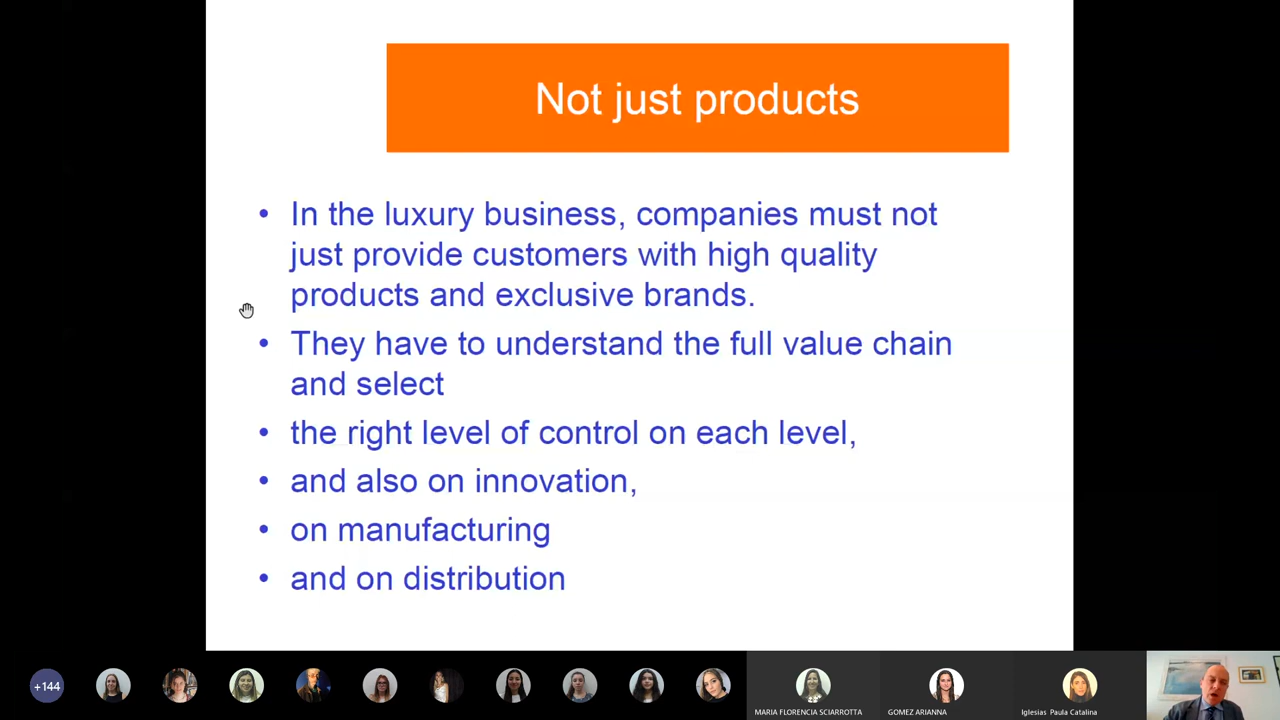 Not just products
• In the luxury business, companies must not
just provide customers with high quality
products and exclusive brands.
• They have to understand the full value chain
and select
• the right level of control on each level,
• and also on innovation,
• on manufacturing
• and on distribution
+144
MARIA FLORENCIA SCIARROTTA
GOMEZ ARIANNA
Iglesias Paula Catalina